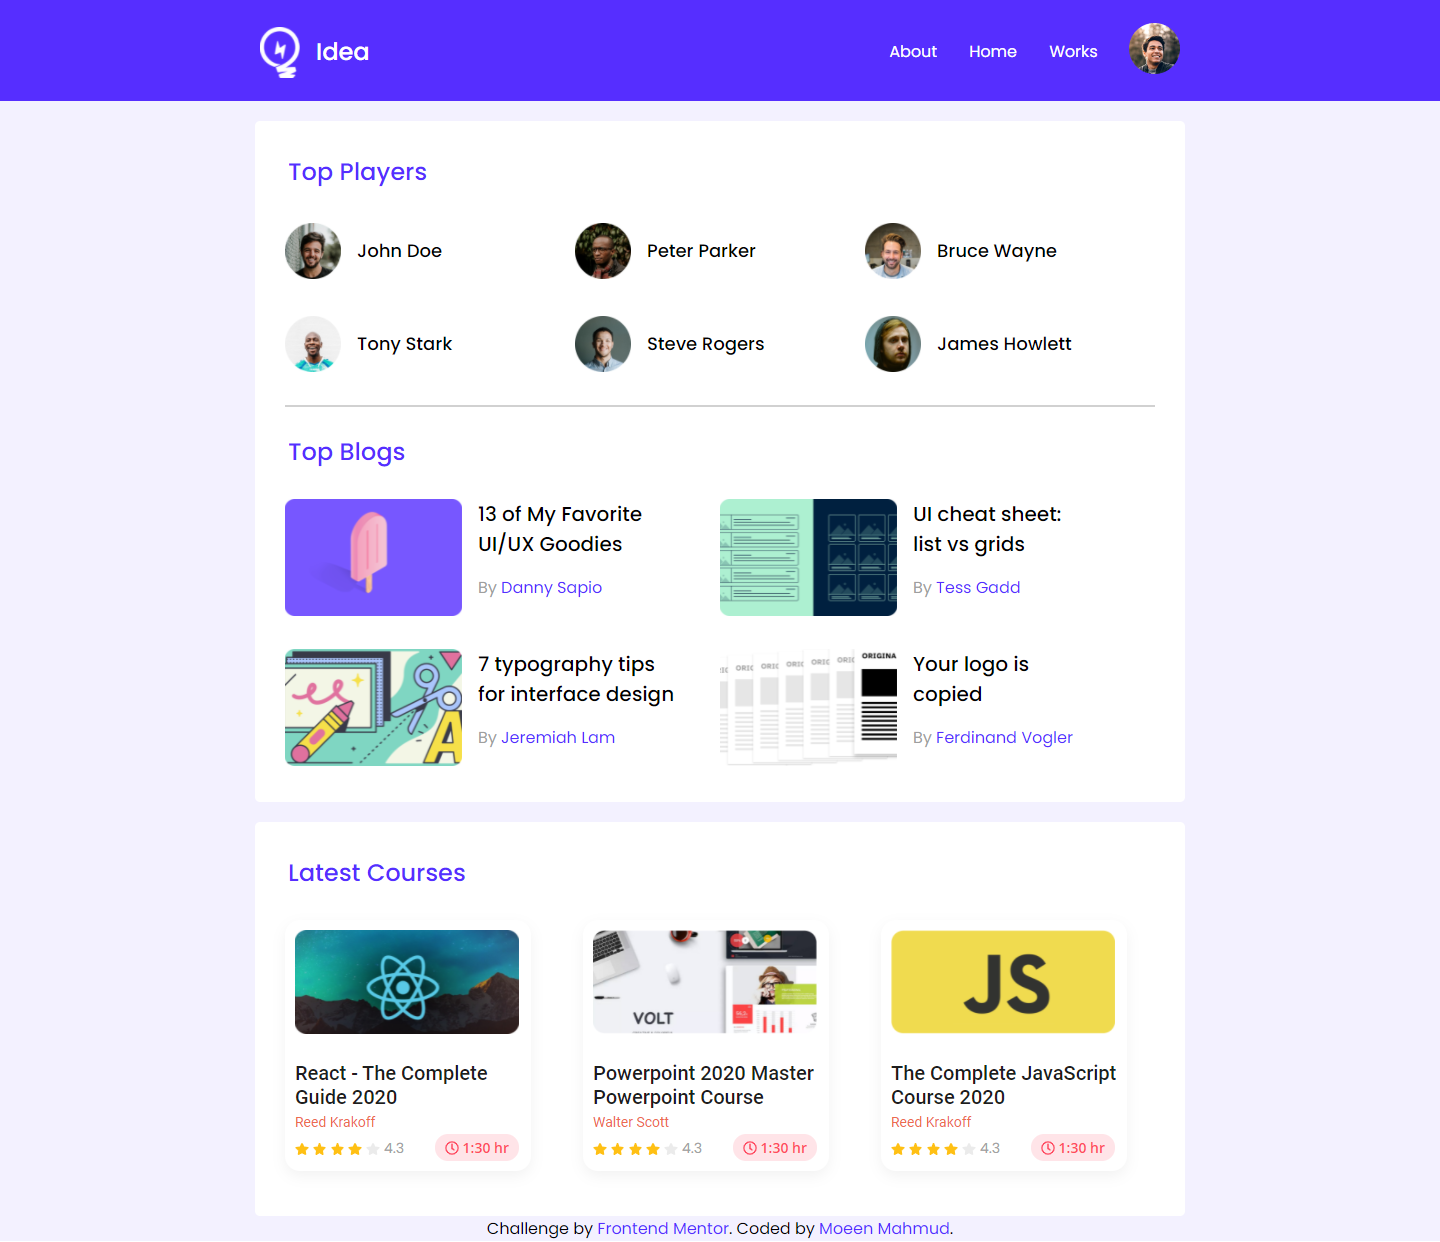 Idea
About Home Works
Top Players
John Doe
Peter Parker
Bruce Wayne
Tony Stark
Steve Rogers
James Howlett
Top Blogs
13 of My Favorite
UI/UX Goodies
By Danny Sapio
UI cheat sheet:
list vs grids
By Tess Gadd
7 typography tips
for interface design
By Jeremiah Lam
ORIGINA
Your logo is
copied
By Ferdinand Vogler
Latest Courses
React - The Complete
Guide 2020
Reed Krakoff
4.3
1:30 hr
VOLT
Powerpoint 2020 Master
Powerpoint Course
Walter Scott
4.3
1:30 hr
JS
The Complete JavaScript
Course 2020
Reed Krakoff
4.3
1:30 hr
Challenge by Frontend Mentor. Coded by Moeen Mahmud.